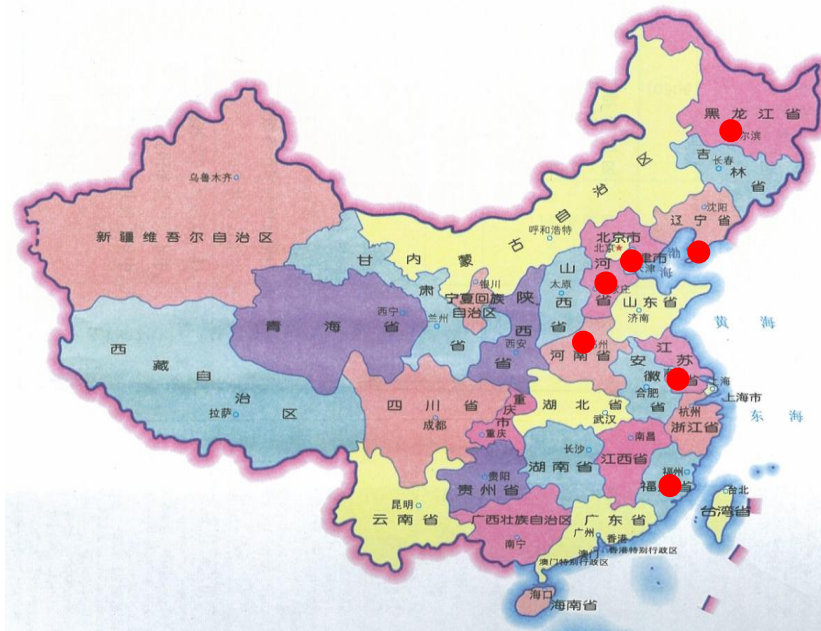 黑龙江省
尔滨
吉林省
长春
沈阳
辽宁省
内蒙古自治区
呼和浩特
乌鲁木齐
新疆维吾尔自治区
北京市
北京
津市
天津
渤海
河
省
庄
山西省
太原
山东省
济南
甘肃省
银川
宁夏回族
自治区
西宁
兰州
青海省
陕西省
西安
河南省
州
黄海
江苏
省
安徽省
合肥
上海
上海市
西藏自治区
拉萨
四川省
成都
重庆市
重庆
湖北省
武汉
杭州
浙江省
东海
长沙
湖南省
南昌
江西省
福州
福
省
贵阳
贵州省
昆明
云南省
广西壮族自治区
南宁
广东省
广州
香港
香港特别行政区
澳门
澳门特别行政区
台北
台湾省
海口
海南省